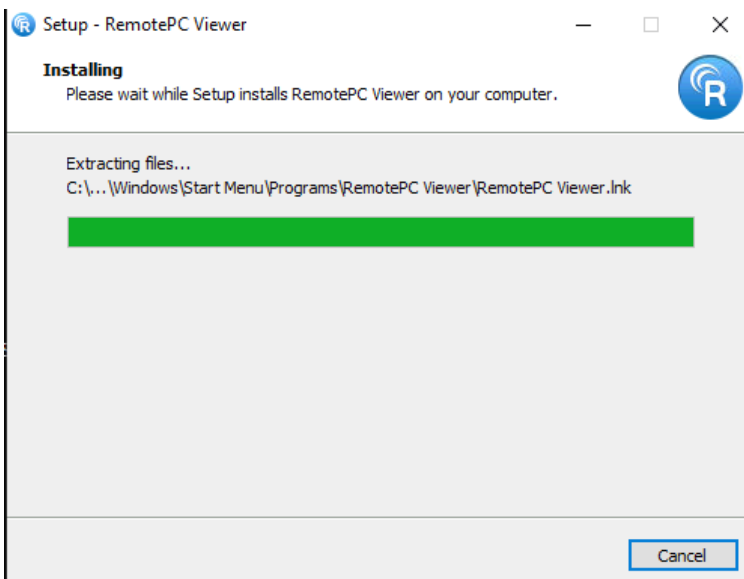 Setup - RemotePC Viewer
Installing
Please wait while Setup installs RemotePC Viewer on your computer.
R
Extracting files...
C:\...\Windows\Start Menu\Programs\RemotePC Viewer\RemotePC Viewer.lnk
Cancel